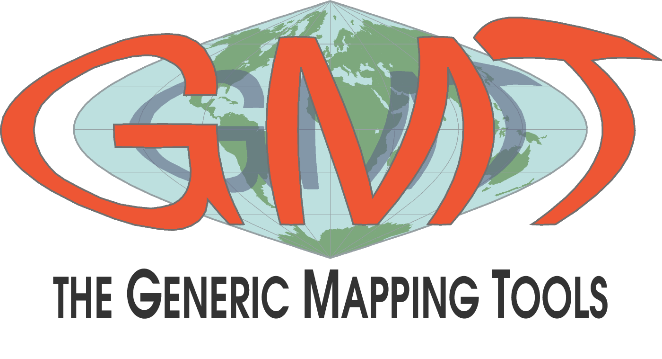 GMT
THE GENERIC MAPPING TOOLS